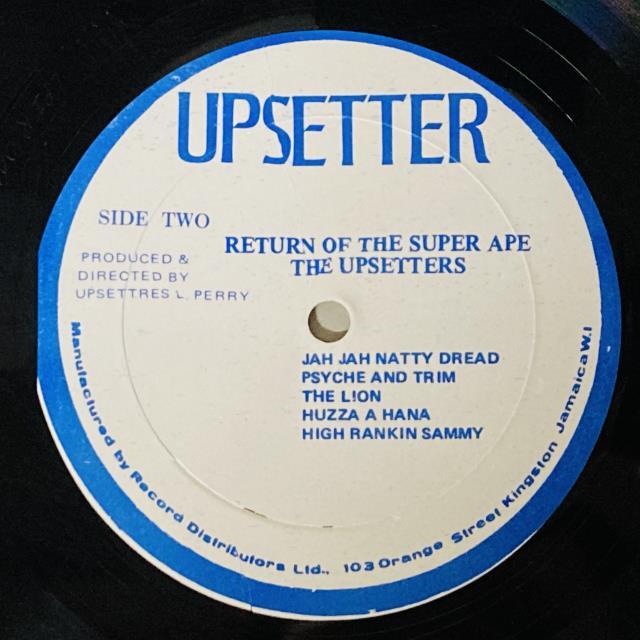 UPSETTER
SIDE TWO
RETURN OF THE SUPER APE
THE UPSETTERS
PRODUCED &
DIRECTED BY
UPSETTRES L. PERRY
JAH JAH NATTY DREAD
PSYCHE AND TRIM
THE L!ON
HUZZA A HANA
HIGH RANKIN SAMMY
Manufactured by Record Distributors Ltd., 103 Orange Street Kingston Jamaica W.I